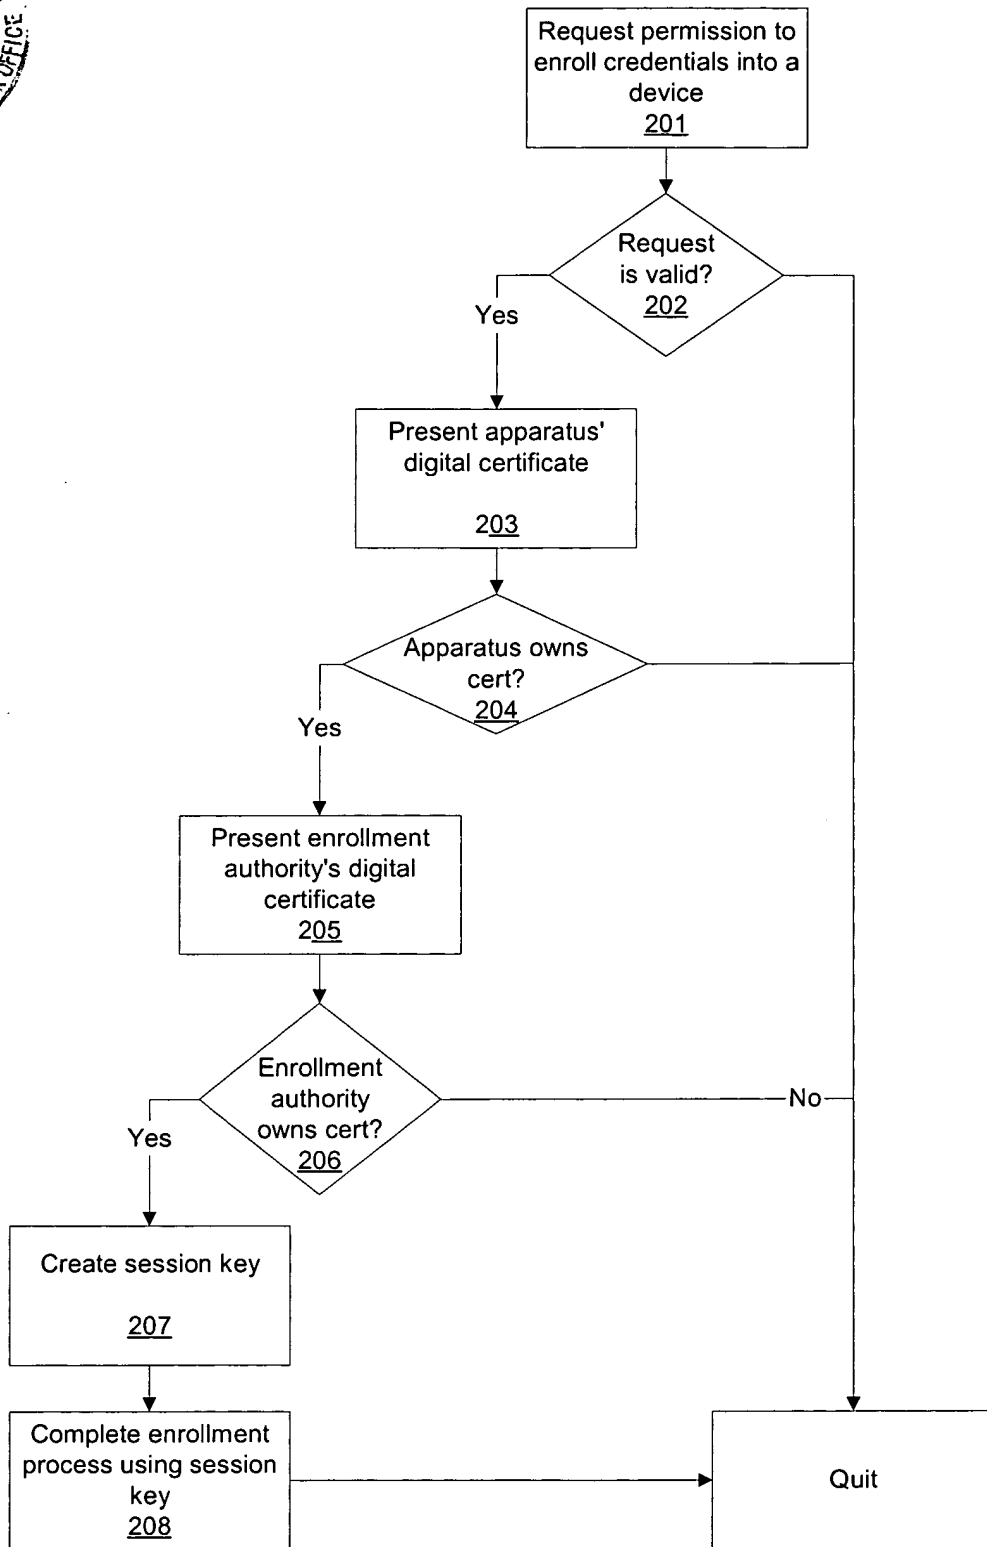 OFFICE
Request permission to
enroll credentials into a
device
201
Request
is valid?
202
Yes
Present apparatus'
digital certificate
203
Apparatus owns
cert?
204
Yes
Present enrollment
authority's digital
certificate
205
Enrollment
authority
owns cert?
206
No
Yes
Create session key
207
Complete enrollment
process using session
key
208
Quit